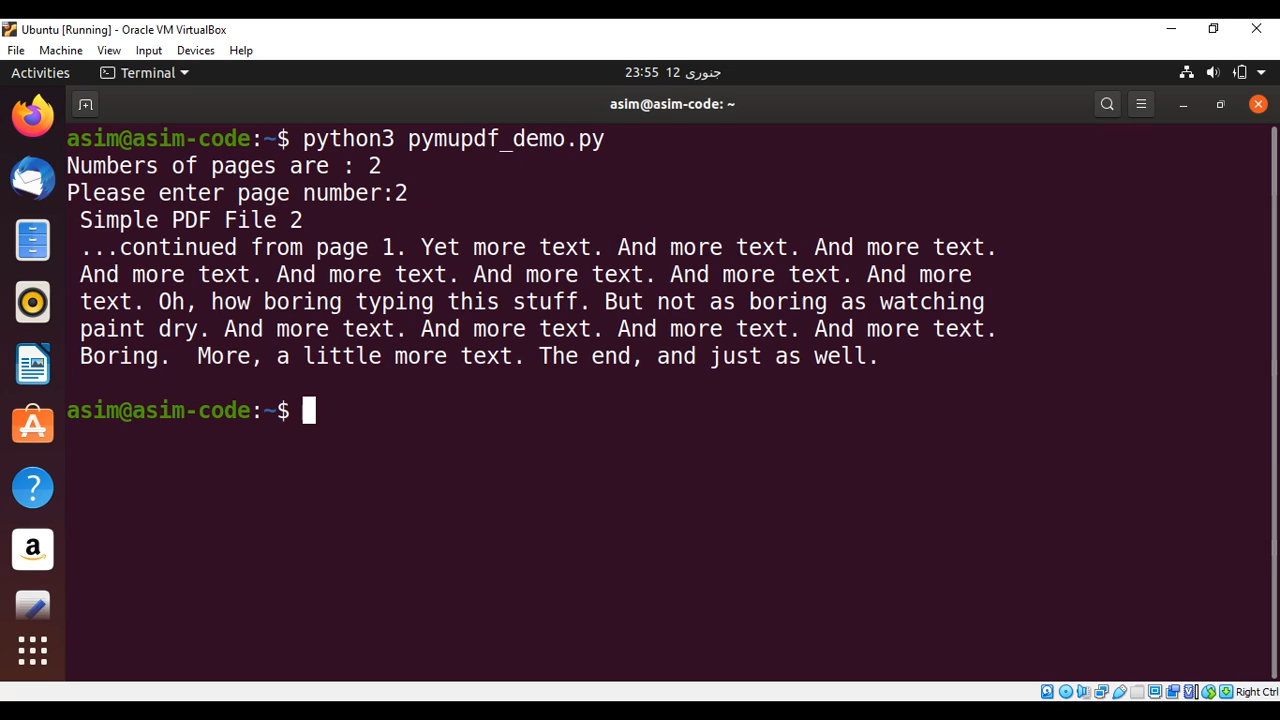 Ubuntu [Running] - Oracle VM VirtualBox
File Machine View Input Devices Help
Activities Terminal 23:55 12 جنوری
asim@asim-code: ~
asim@asim-code:~$ python3 pymupdf_demo.py
Numbers of pages are : 2
Please enter page number:2
Simple PDF File 2
...continued from page 1. Yet more text. And more text. And more text.
And more text. And more text. And more text. And more text. And more
text. Oh, how boring typing this stuff. But not as boring as watching
paint dry. And more text. And more text. And more text. And more text.
Boring.  More, a little more text. The end, and just as well.
asim@asim-code:~$
?
a
Right Ctrl